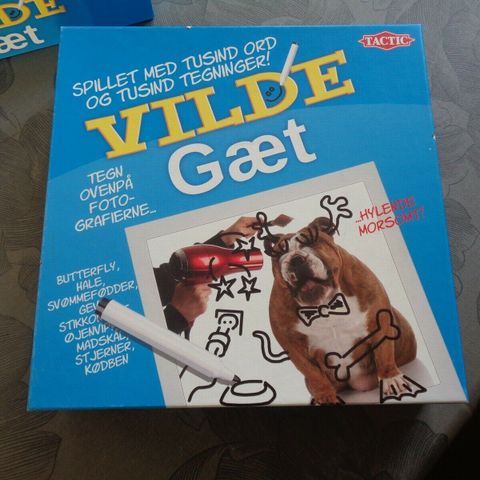 Gæt
TACTIC
SPILLET MED TUSIND ORD
OG TUSIND TEGNINGER!
VILDE
Gæt
TEGN
OVENPÅ
FOTO-
GRAFIERNE...
...HYLENDE
MORSOMT!
BUTTERFLY,
HALE,
SVØMMEFØDDER,
STJERNER,
KØDBEN